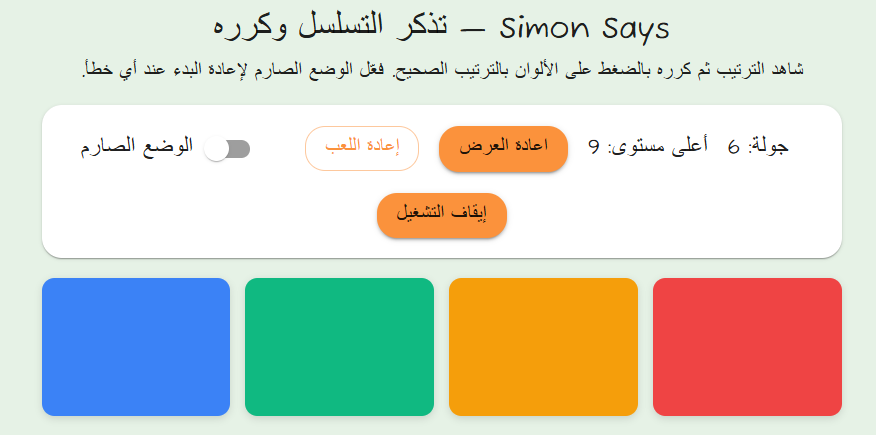 Simon Says — تذكر التسلسل وكرره
شاهد الترتيب ثم كرره بالضغط على الألوان بالترتيب الصحيح. فعّل الوضع الصارم لإعادة البدء عند أي خطأ.
جولة: 6 أعلى مستوى: 9 اعادة العرض إعادة اللعب الوضع الصارم
إيقاف التشغيل